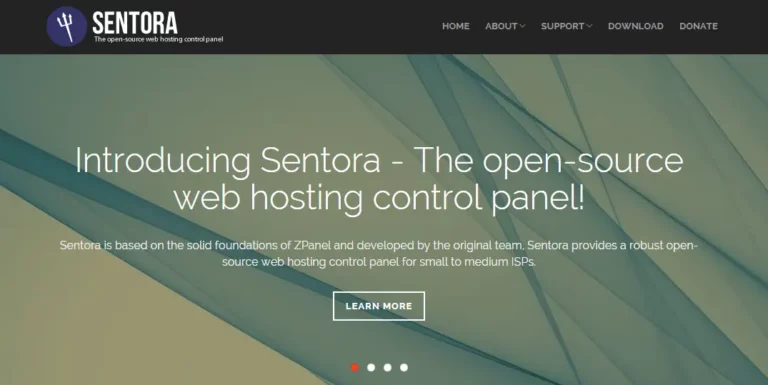 SENTORA
The open-source web hosting control panel
HOME ABOUT SUPPORT DOWNLOAD DONATE
Introducing Sentora - The open-source
web hosting control panel!
Sentora is based on the solid foundations of ZPanel and developed by the original team. Sentora provides a robust open-
source web hosting control panel for small to medium ISPs.
LEARN MORE